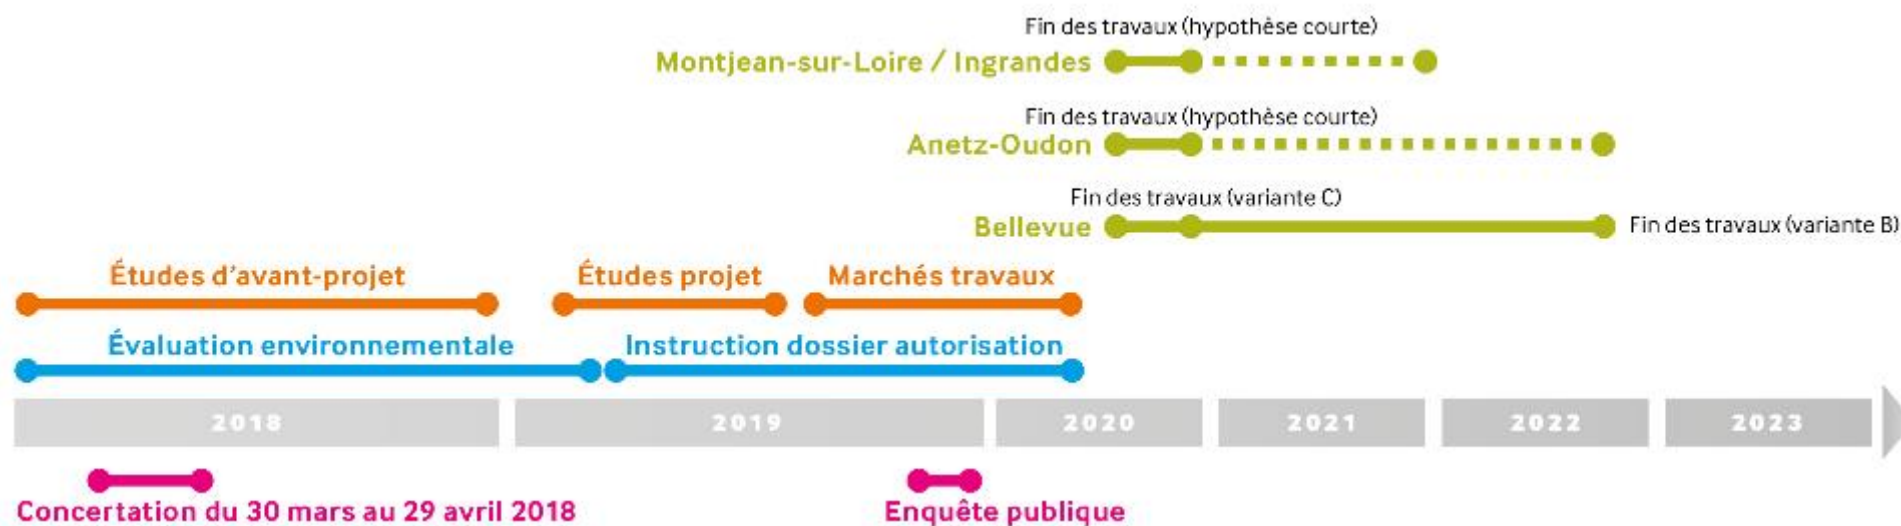 Fin des travaux (hypothèse courte)
Montjean-sur-Loire / Ingrandes
Fin des travaux (hypothèse courte)
Anetz-Oudon
Fin des travaux (variante C)
Bellevue
Fin des travaux (variante B)
Études d'avant-projet
Études projet
Marchés travaux
Évaluation environnementale
Instruction dossier autorisation
2018
2019
2020
2021
2022
2023
Concertation du 30 mars au 29 avril 2018
Enquête publique